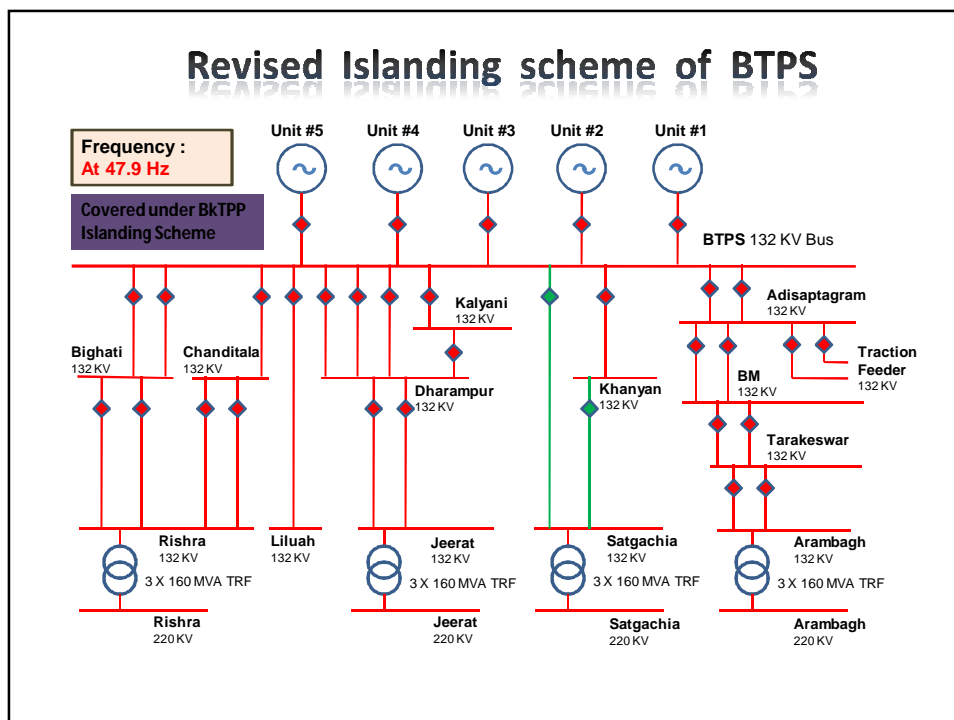 Revised Islanding scheme of BTPS
Unit #5
Unit #4
Unit #3
Unit #2
Unit #1
Frequency :
At 47.9 Hz
Covered under BkTPP
Islanding Scheme
BTPS 132 KV Bus
Adisaptagram
132 KV
Kalyani
132 KV
Bighati
132 KV
Chanditala
132 KV
Traction
Feeder
132 KV
Dharampur
132 KV
Khanyan
132 KV
BM
132 KV
Tarakeswar
132 KV
Rishra
132 KV
3 X 160 MVA TRF
Liluah
132 KV
Jeerat
132 KV
3 X 160 MVA TRF
Satgachia
132 KV
3 X 160 MVA TRF
Arambagh
132 KV
3 X 160 MVA TRF
Rishra
220 KV
Jeerat
220 KV
Satgachia
220 KV
Arambagh
220 KV